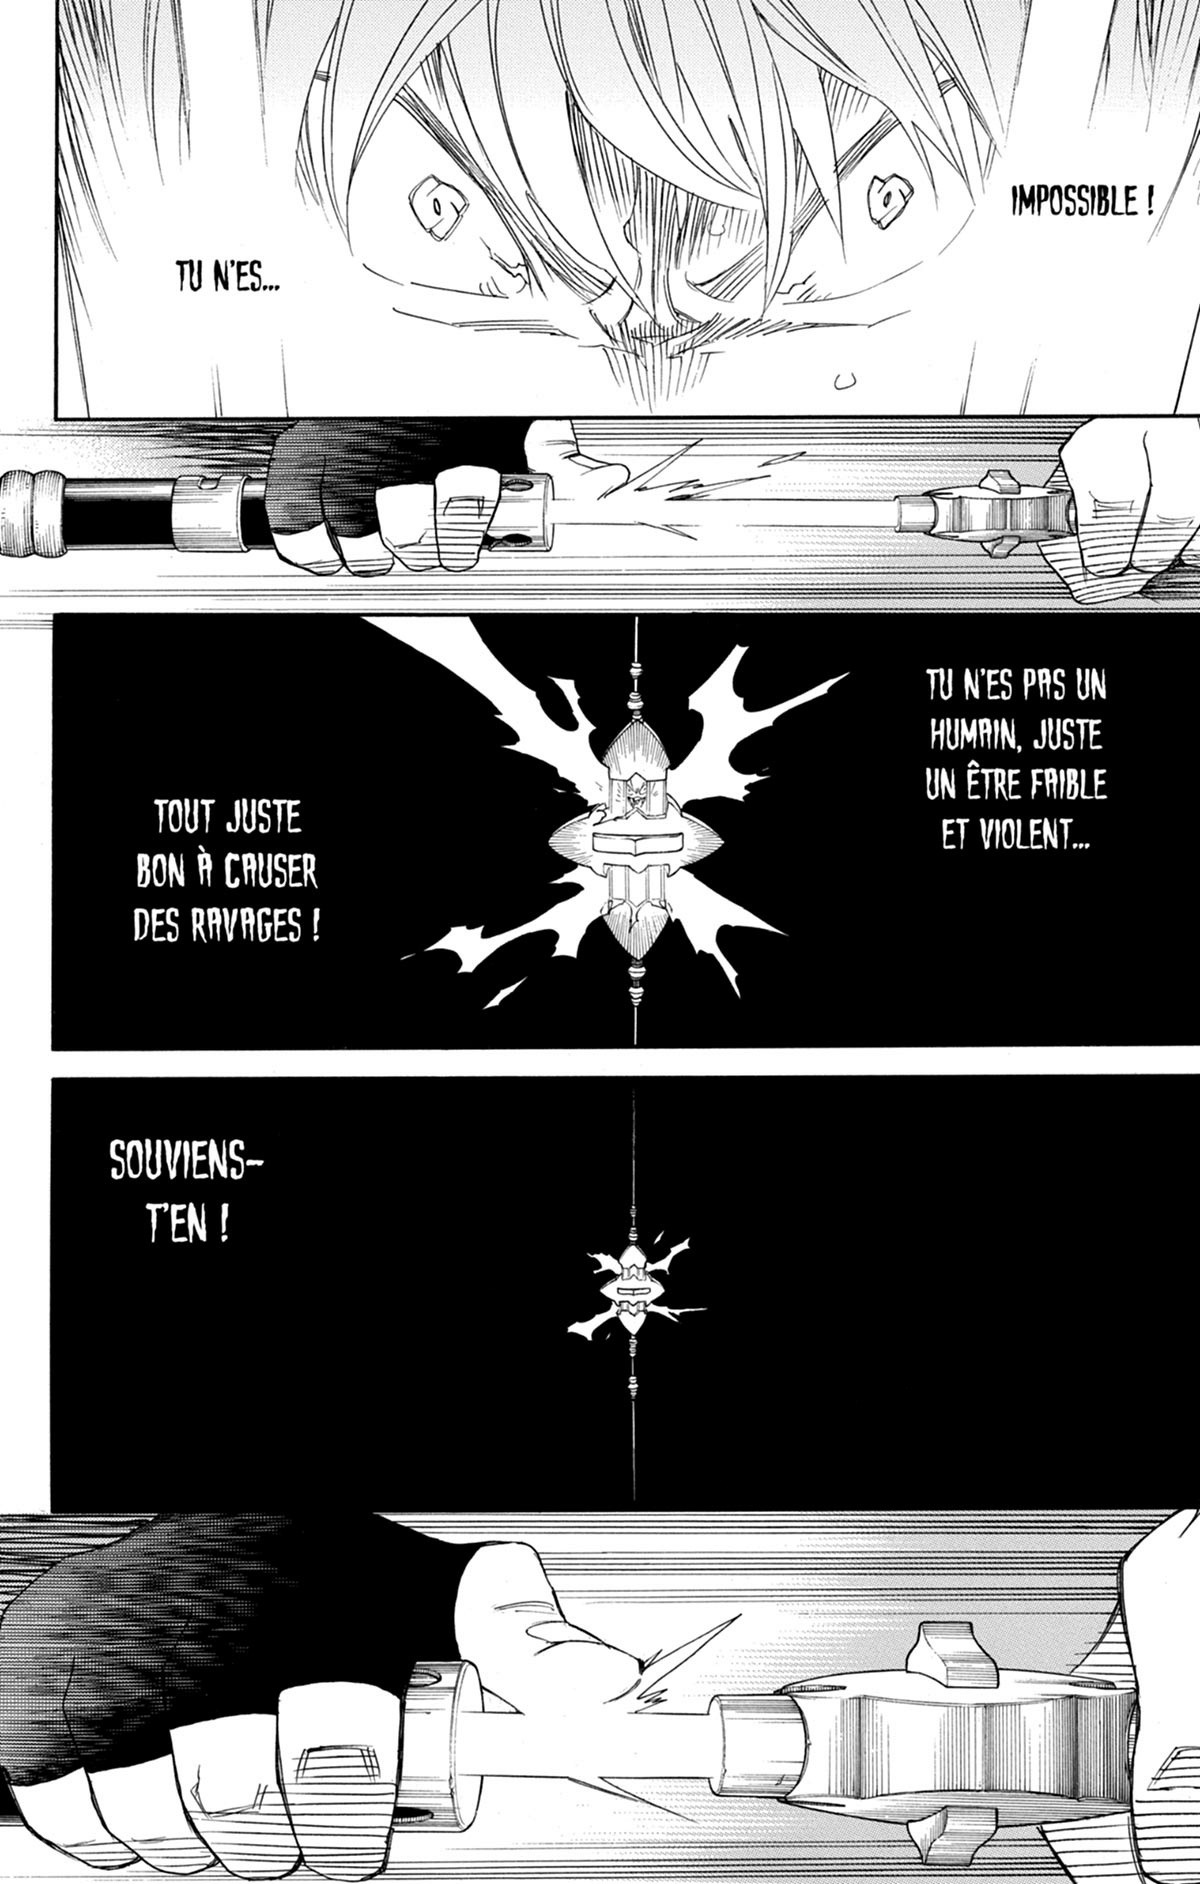 IMPOSSIBLE !
TU N'ES...
TU N'ES PAS UN
HUMAIN, JUSTE
UN ÊTRE FAIBLE
ET VIOLENT...
TOUT JUSTE
BON À CAUSER
DES RAVAGES !
SOUVIENS-
T'EN !